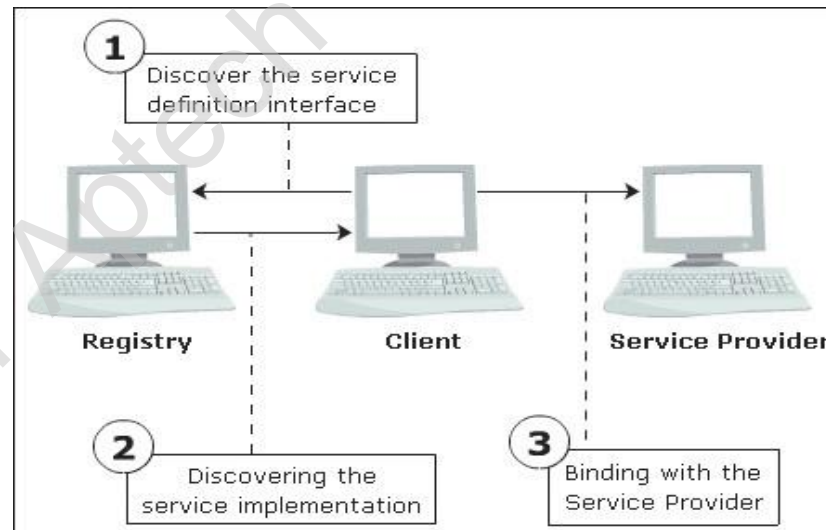 1
Discover the service
definition interface
Registry
Client
Service Provider
2
Discovering the
service implementation
3
Binding with the
Service Provider
Aptech